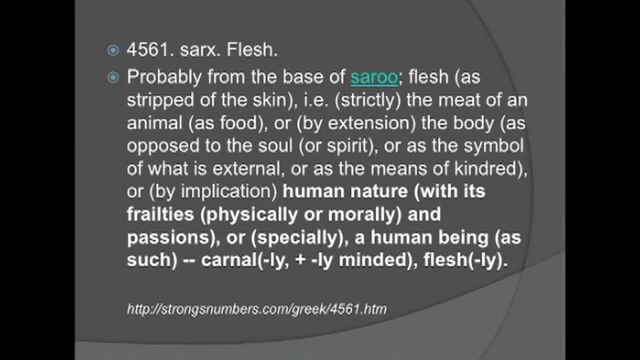 4561. sarx. Flesh.
Probably from the base of saroo; flesh (as
stripped of the skin), i.e. (strictly) the meat of an
animal (as food), or (by extension) the body (as
opposed to the soul (or spirit), or as the symbol
of what is external, or as the means of kindred),
or (by implication) human nature (with its
frailties (physically or morally) and
passions), or (specially), a human being (as
such) -- carnal(-ly, + -ly minded), flesh(-ly).
http://strongsnumbers.com/greek/4561.htm